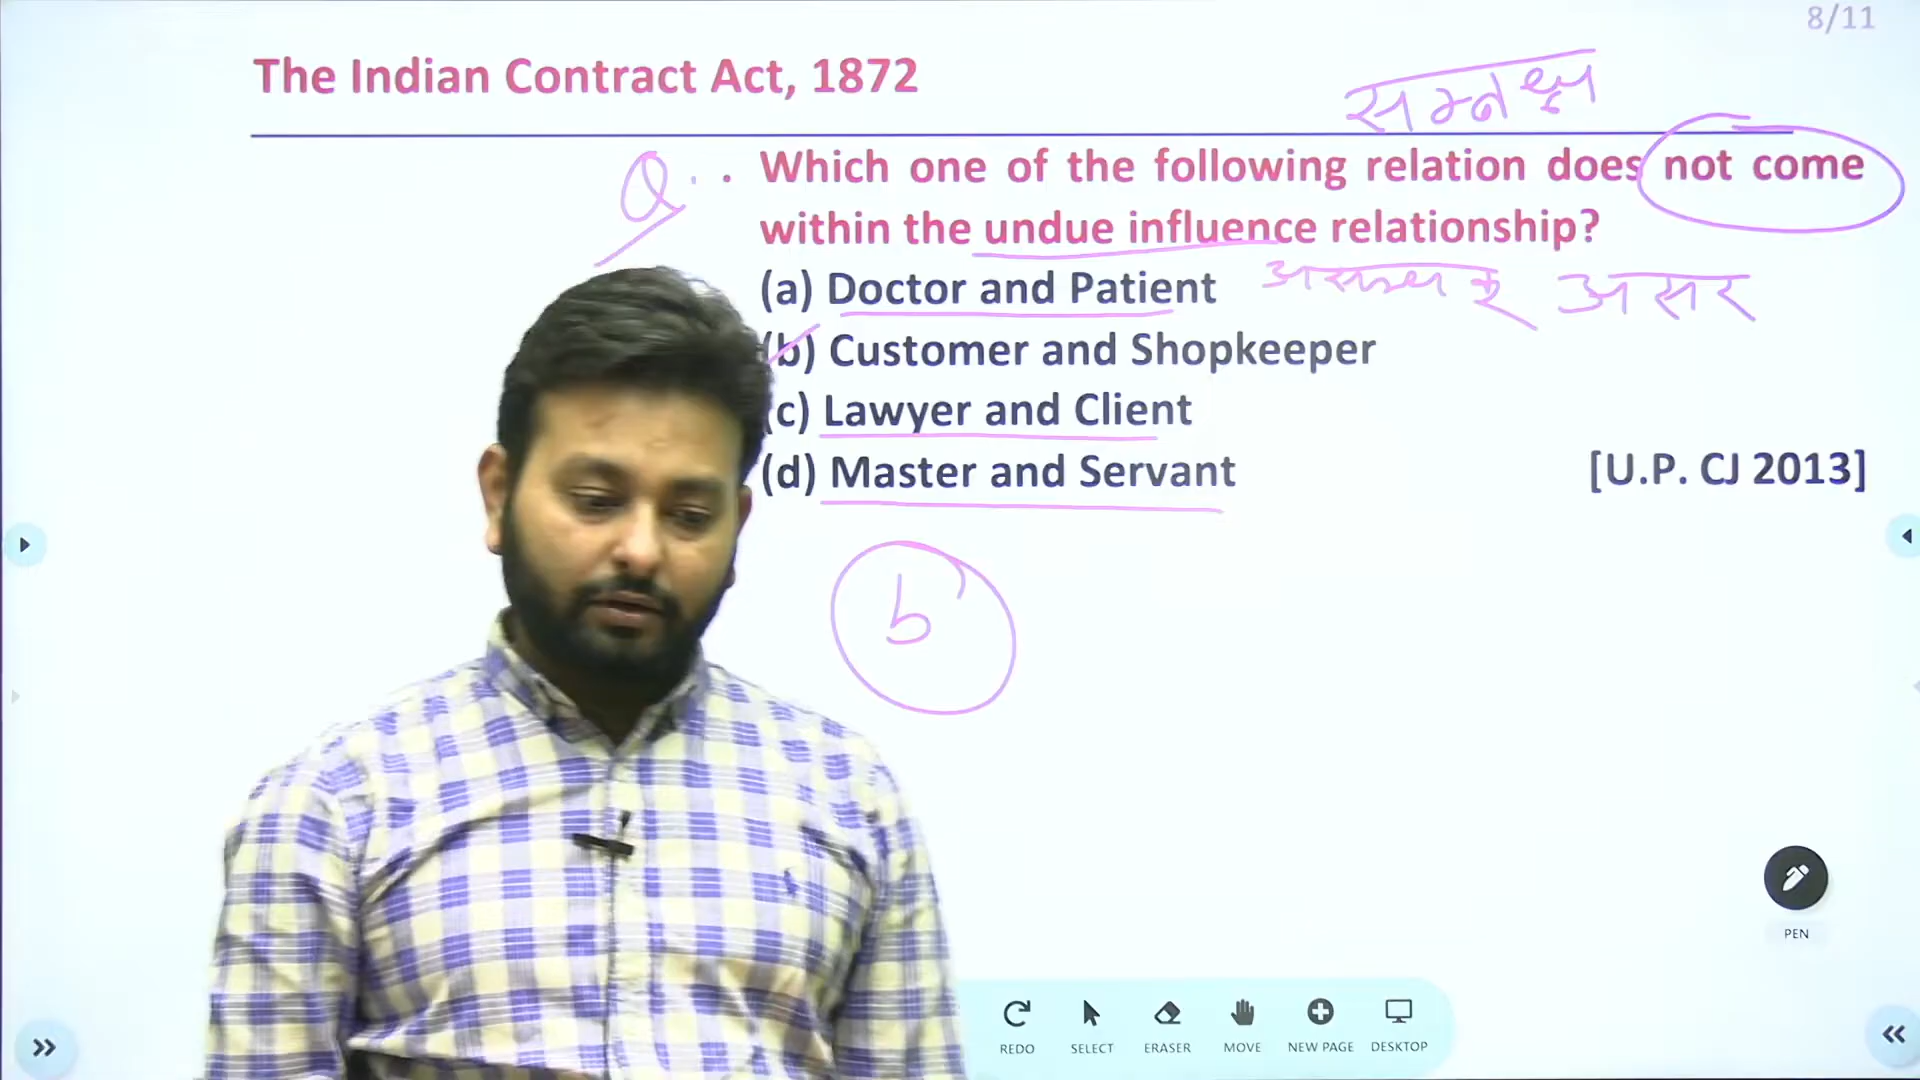 8/11
The Indian Contract Act, 1872
Q. . Which one of the following relation does not come
within the undue influence relationship?
(a) Doctor and Patient
असर
(b) Customer and Shopkeeper
(c) Lawyer and Client
(d) Master and Servant [U.P. CJ 2013]
b
PEN
REDO SELECT ERASER MOVE NEW PAGE DESKTOP